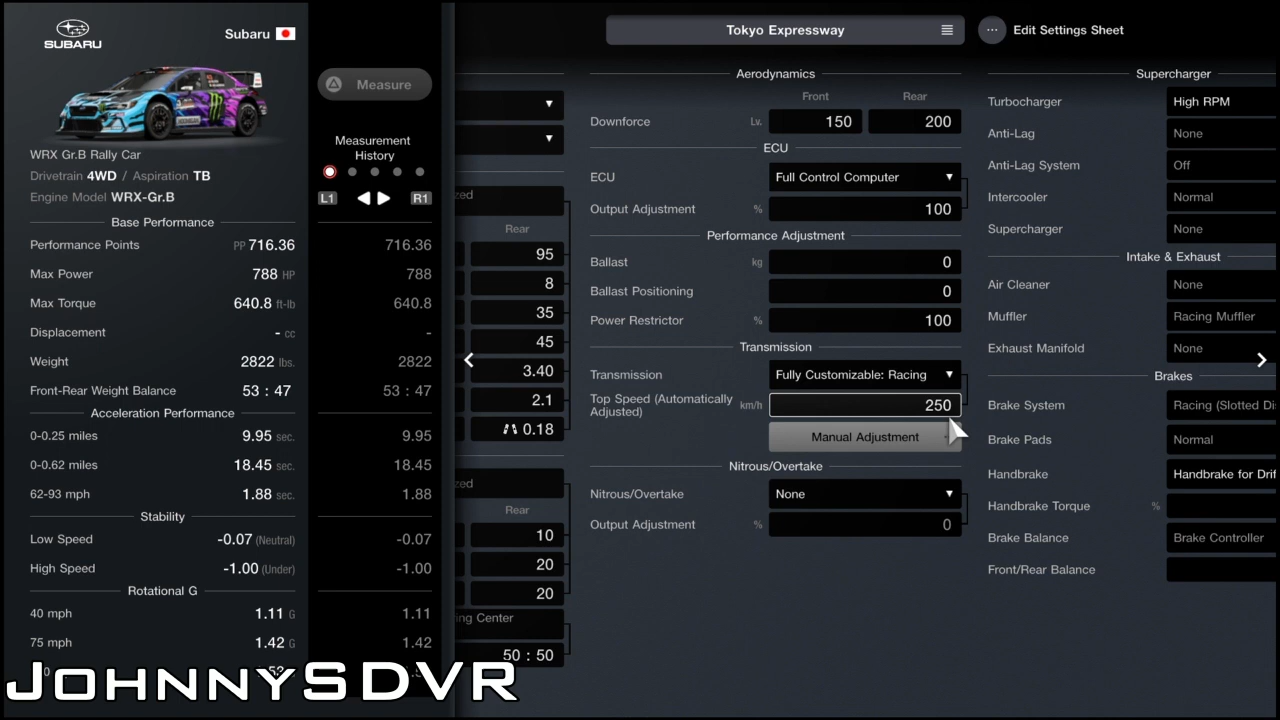 SUBARU
Subaru
WRX Gr.B Rally Car
Drivetrain 4WD / Aspiration TB
Engine Model WRX-Gr.B
Base Performance
Performance Points PP 716.36
Max Power 788 HP
Max Torque 640.8 ft-lb
Displacement - cc
Weight 2822 lbs.
Front-Rear Weight Balance 53 : 47
Acceleration Performance
0-0.25 miles 9.95 sec.
0-0.62 miles 18.45 sec.
62-93 mph 1.88 sec.
Stability
Low Speed -0.07 (Neutral)
High Speed -1.00 (Under)
Rotational G
40 mph 1.11 G
75 mph 1.42 G
JohnnySDVR
Measure
Measurement
History
L1 R1
716.36
788
640.8
-
2822
53 : 47
9.95
18.45
1.88
-0.07
-1.00
1.11
1.42
Rear
95
8
35
45
3.40
2.1
0.18
Rear
10
20
20
50 : 50
Tokyo Expressway
Edit Settings Sheet
Aerodynamics
Front Rear
Downforce Lv. 150 200
ECU
ECU Full Control Computer
Output Adjustment % 100
Performance Adjustment
Ballast kg 0
Ballast Positioning 0
Power Restrictor % 100
Transmission
Transmission Fully Customizable: Racing
Top Speed (Automatically
Adjusted) km/h 250
Manual Adjustment
Nitrous/Overtake
Nitrous/Overtake None
Output Adjustment % 0
Supercharger
Turbocharger High RPM
Anti-Lag None
Anti-Lag System Off
Intercooler Normal
Supercharger None
Intake & Exhaust
Air Cleaner None
Muffler Racing Muffler
Exhaust Manifold None
Brakes
Brake System Racing (Slotted Di
Brake Pads Normal
Handbrake Handbrake for Drif
Handbrake Torque %
Brake Balance Brake Controller
Front/Rear Balance